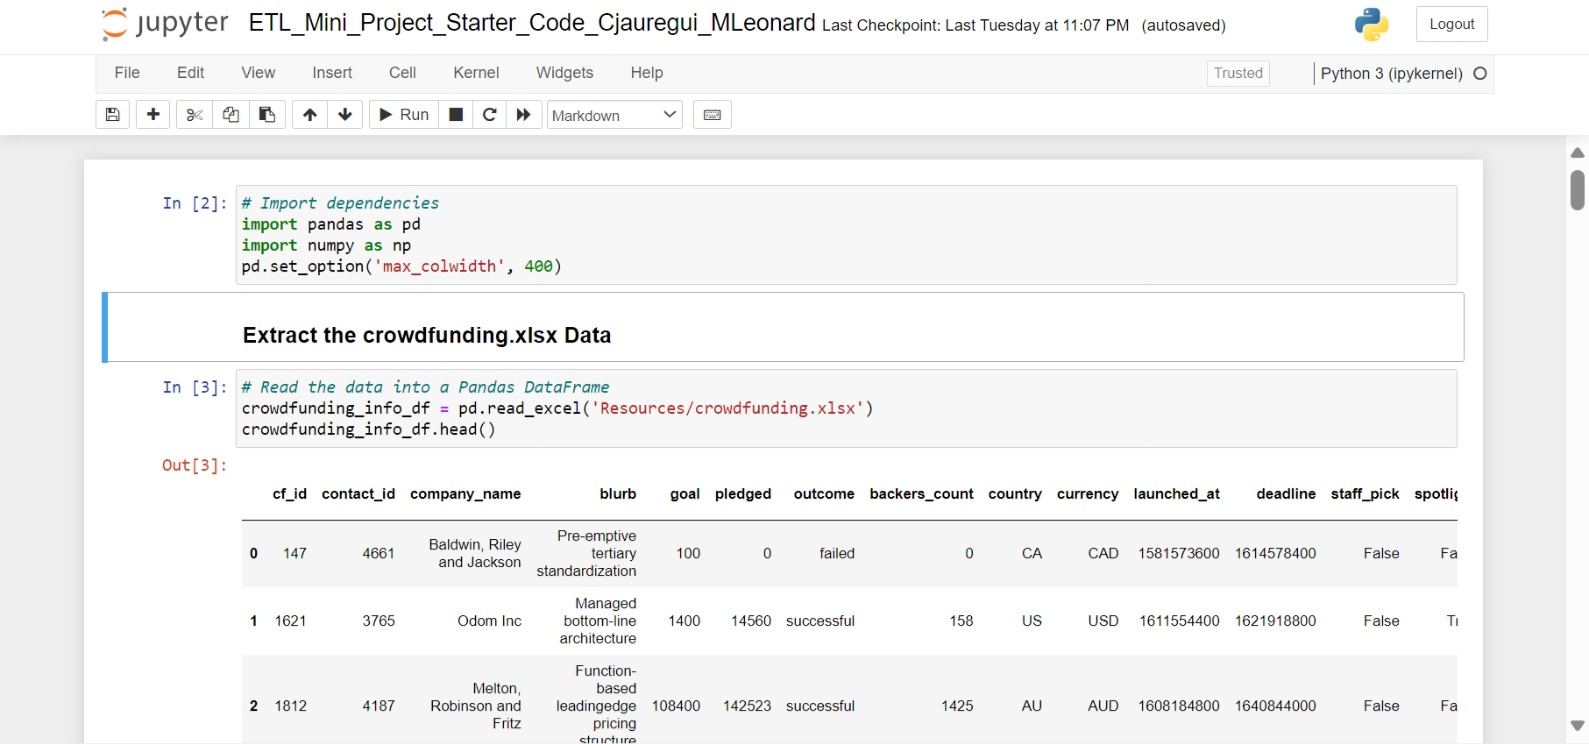 jupyter ETL_Mini_Project_Starter_Code_Cjauregui_MLeonard Last Checkpoint: Last Tuesday at 11:07 PM (autosaved) Logout
File Edit View Insert Cell Kernel Widgets Help Trusted Python 3 (ipykernel)
Run Markdown
In [2]: # Import dependencies
import pandas as pd
import numpy as np
pd.set_option('max_colwidth', 400)
Extract the crowdfunding.xlsx Data
In [3]: # Read the data into a Pandas DataFrame
crowdfunding_info_df = pd.read_excel('Resources/crowdfunding.xlsx')
crowdfunding_info_df.head()
Out[3]:
cf_id contact_id company_name blurb goal pledged outcome backers_count country currency launched_at deadline staff_pick
Pre-emptive
Baldwin, Riley tertiary
0 147 4661 and Jackson standardization 100 0 failed 0 CA CAD 1581573600 1614578400 False
Managed
1 1621 3765 Odom Inc bottom-line 1400 14560 successful 158 US USD 1611554400 1621918800 False
architecture
Function-
Melton, based
2 1812 4187 Robinson and leadingedge 108400 142523 successful 1425 AU AUD 1608184800 1640844000 False
Fritz pricing
structure